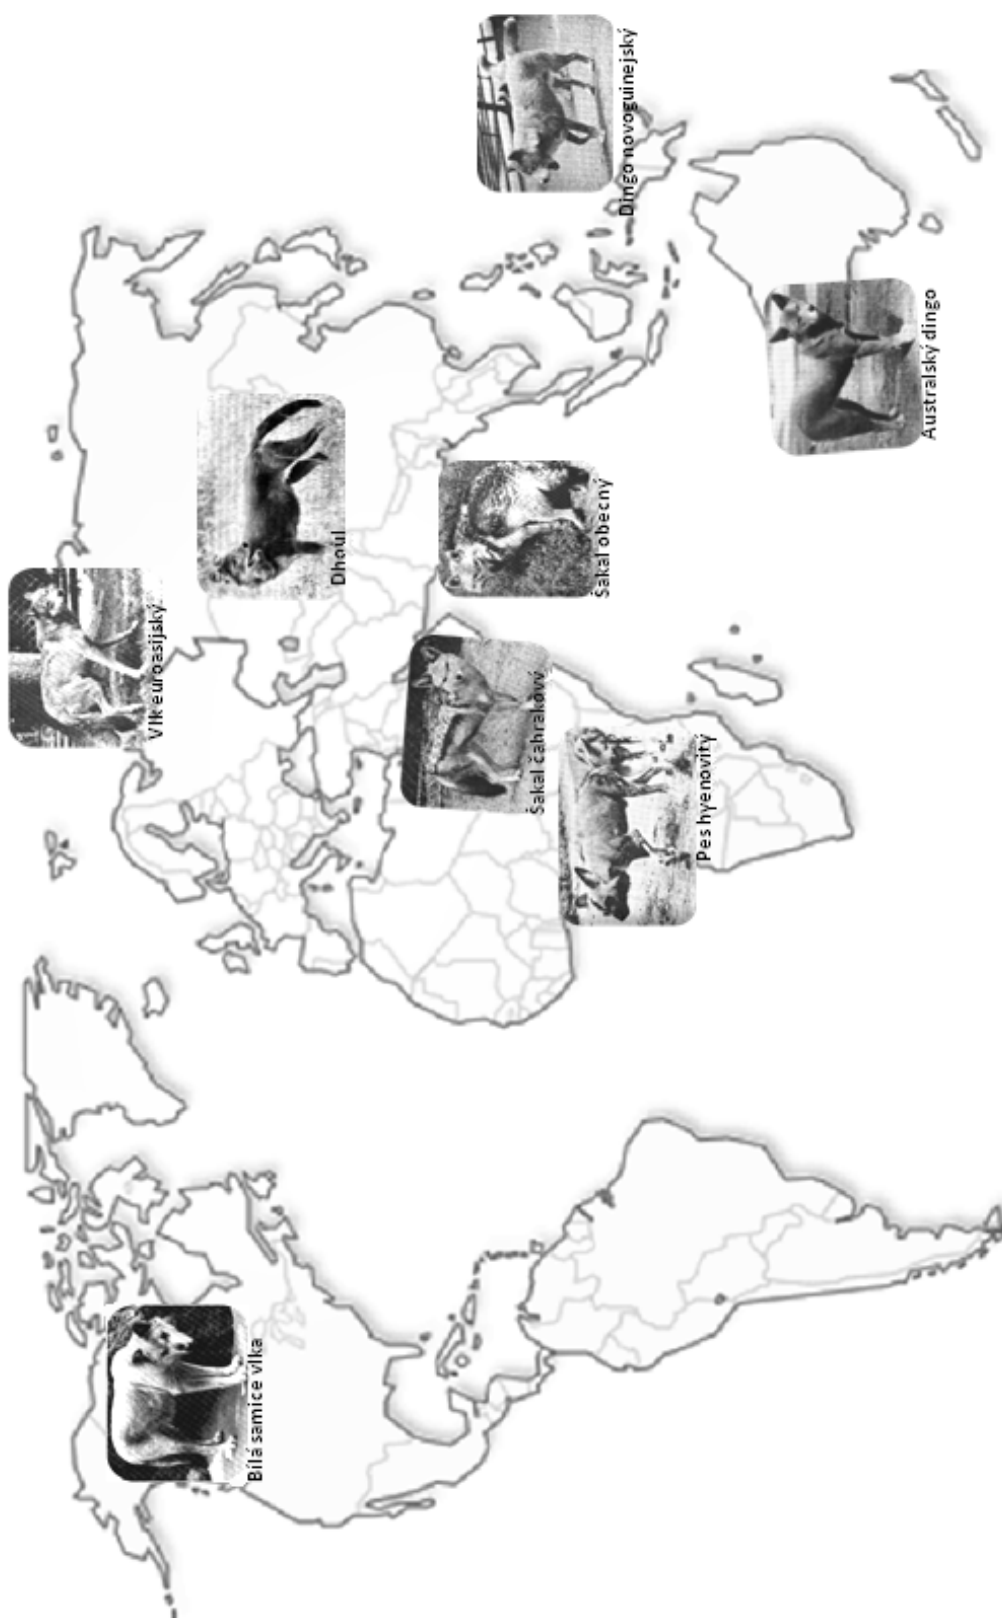 Vlk euroasijský
Bílá samice vlka
Dhoul
Dingo novoguinejský
Šakal čabrakový
Šakal obecný
Pes hyenovitý
Australský dingo